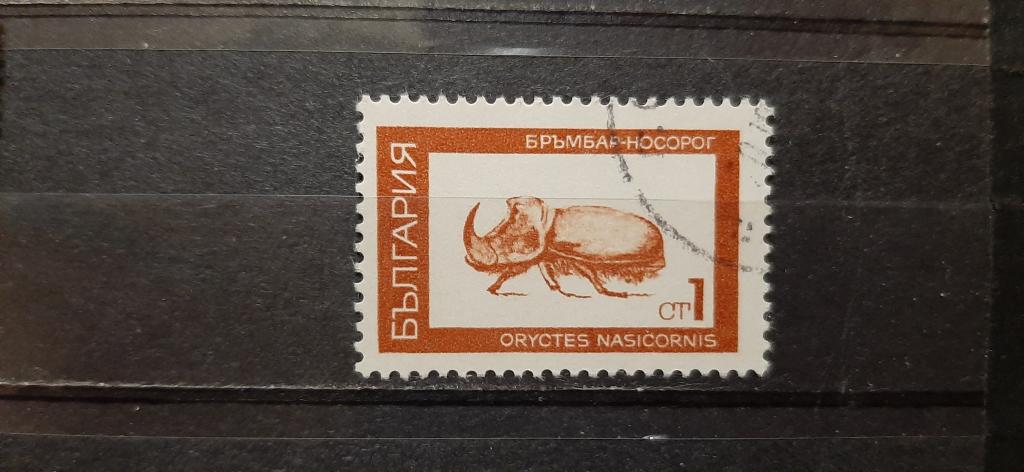 БЪЛГАРИЯ
БРЪМБАР-НОСОРОГ
СТ 1
ORYCTES NASICORNIS